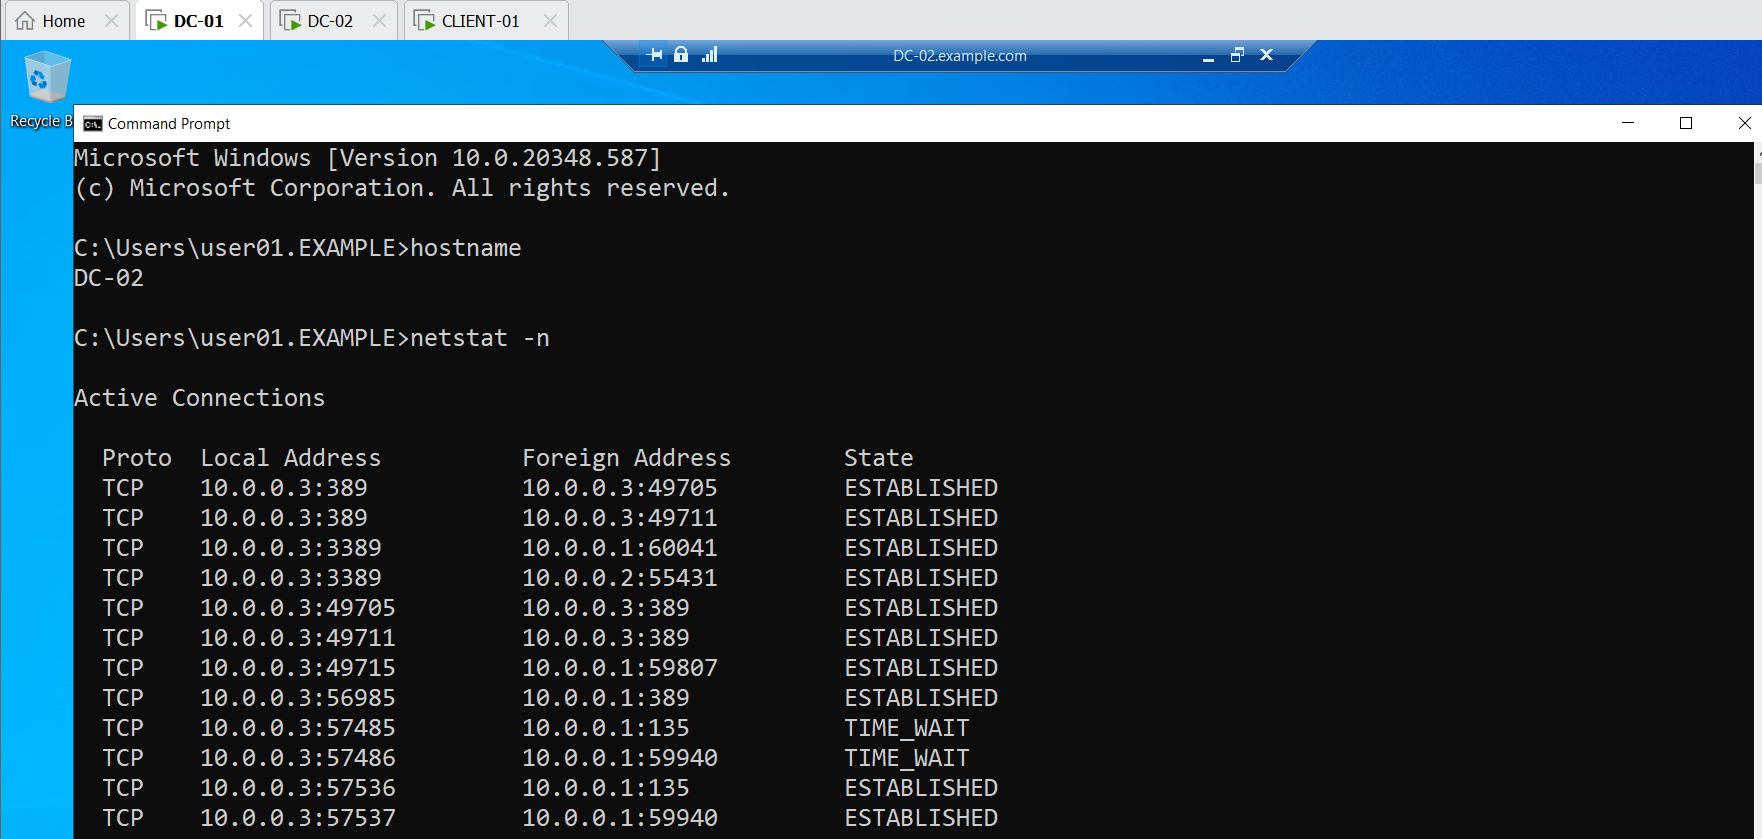 Home DC-01 DC-02 CLIENT-01
DC-02.example.com
Recycle B
Command Prompt
Microsoft Windows [Version 10.0.20348.587]
(c) Microsoft Corporation. All rights reserved.
C:\Users\user01.EXAMPLE>hostname
DC-02
C:\Users\user01.EXAMPLE>netstat -n
Active Connections
Proto Local Address Foreign Address State
TCP 10.0.0.3:389 10.0.0.3:49705 ESTABLISHED
TCP 10.0.0.3:389 10.0.0.3:49711 ESTABLISHED
TCP 10.0.0.3:3389 10.0.0.1:60041 ESTABLISHED
TCP 10.0.0.3:3389 10.0.0.2:55431 ESTABLISHED
TCP 10.0.0.3:49705 10.0.0.3:389 ESTABLISHED
TCP 10.0.0.3:49711 10.0.0.3:389 ESTABLISHED
TCP 10.0.0.3:49715 10.0.0.1:59807 ESTABLISHED
TCP 10.0.0.3:56985 10.0.0.1:389 ESTABLISHED
TCP 10.0.0.3:57485 10.0.0.1:135 TIME_WAIT
TCP 10.0.0.3:57486 10.0.0.1:59940 TIME_WAIT
TCP 10.0.0.3:57536 10.0.0.1:135 ESTABLISHED
TCP 10.0.0.3:57537 10.0.0.1:59940 ESTABLISHED